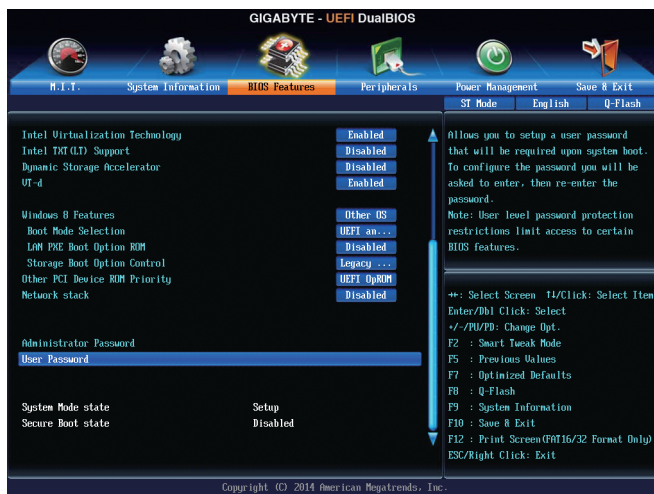 GIGABYTE - UEFI DualBIOS
M.I.T. System Information BIOS Features Peripherals Power Management Save & Exit
ST Mode English Q-Flash
Intel Virtualization Technology Enabled
Intel TXT(LT) Support Disabled
Dynamic Storage Accelerator Disabled
VT-d Enabled
Windows 8 Features Other OS
Boot Mode Selection UEFI an...
LAN PXE Boot Option ROM Disabled
Storage Boot Option Control Legacy ...
Other PCI Device ROM Priority UEFI OpROM
Network stack Disabled
Administrator Password
User Password
System Mode state Setup
Secure Boot state Disabled
Allows you to setup a user password
that will be required upon system boot.
To configure the password you will be
asked to enter, then re-enter the
password.
Note: User level password protection
restrictions limit access to certain
BIOS features.
↔: Select Screen ↑↓/Click: Select Item
Enter/Dbl Click: Select
+/-/PU/PD: Change Opt.
F2 : Smart Tweak Mode
F5 : Previous Values
F7 : Optimized Defaults
F8 : Q-Flash
F9 : System Information
F10 : Save & Exit
F12 : Print Screen(FAT16/32 Format Only)
ESC/Right Click: Exit
Copyright (C) 2014 American Megatrends, Inc.